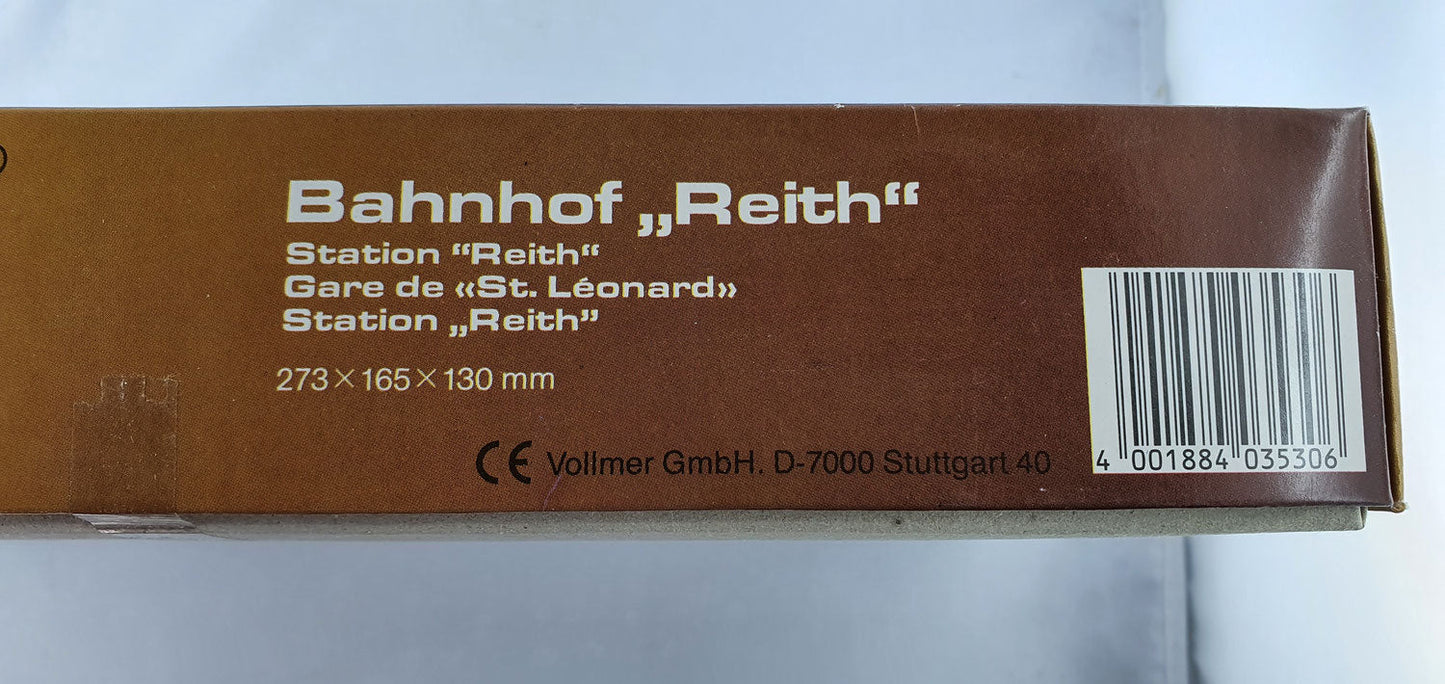 Bahnhof „Reith“
Station “Reith“
Gare de «St. Léonard»
Station „Reith”
273 × 165 × 130 mm
CE Vollmer GmbH. D-7000 Stuttgart 40
4 001884 035306